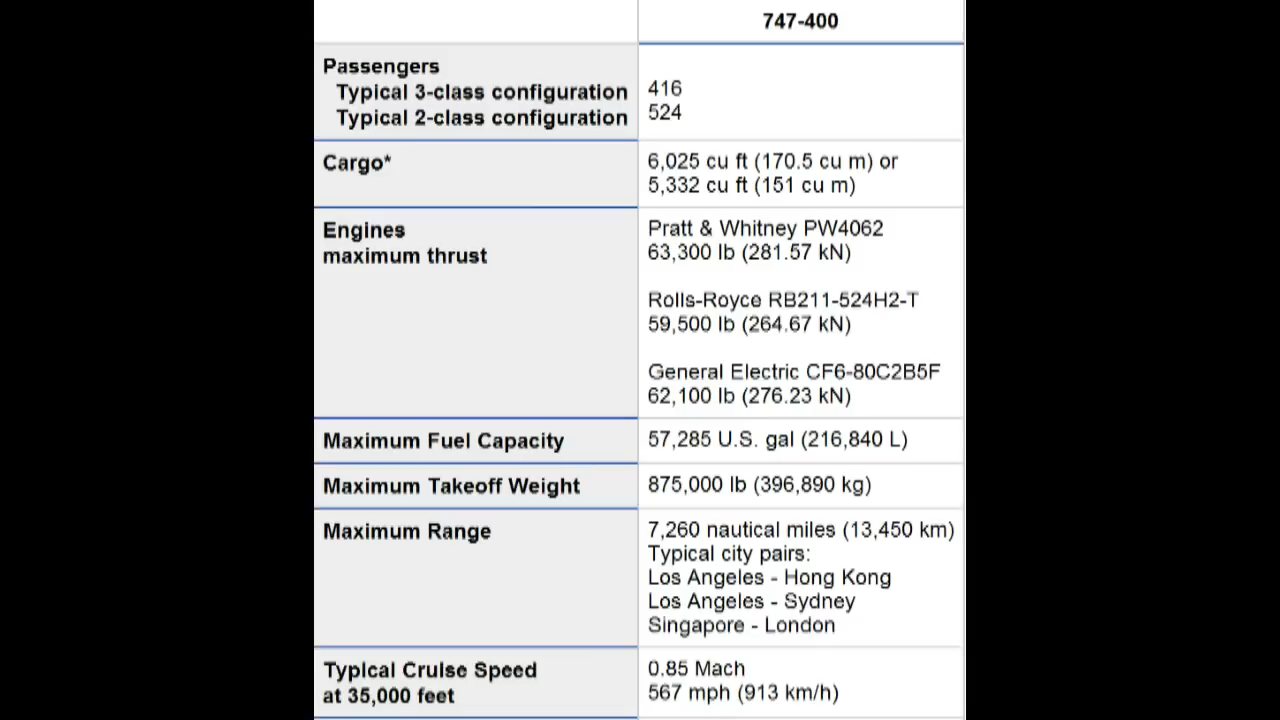 747-400
Passengers
Typical 3-class configuration
416
Typical 2-class configuration
524
Cargo*
6,025 cu ft (170.5 cu m) or
5,332 cu ft (151 cu m)
Engines
maximum thrust
Pratt & Whitney PW4062
63,300 lb (281.57 kN)
Rolls-Royce RB211-524H2-T
59,500 lb (264.67 kN)
General Electric CF6-80C2B5F
62,100 lb (276.23 kN)
Maximum Fuel Capacity
57,285 U.S. gal (216,840 L)
Maximum Takeoff Weight
875,000 lb (396,890 kg)
Maximum Range
7,260 nautical miles (13,450 km)
Typical city pairs:
Los Angeles - Hong Kong
Los Angeles - Sydney
Singapore - London
Typical Cruise Speed
at 35,000 feet
0.85 Mach
567 mph (913 km/h)